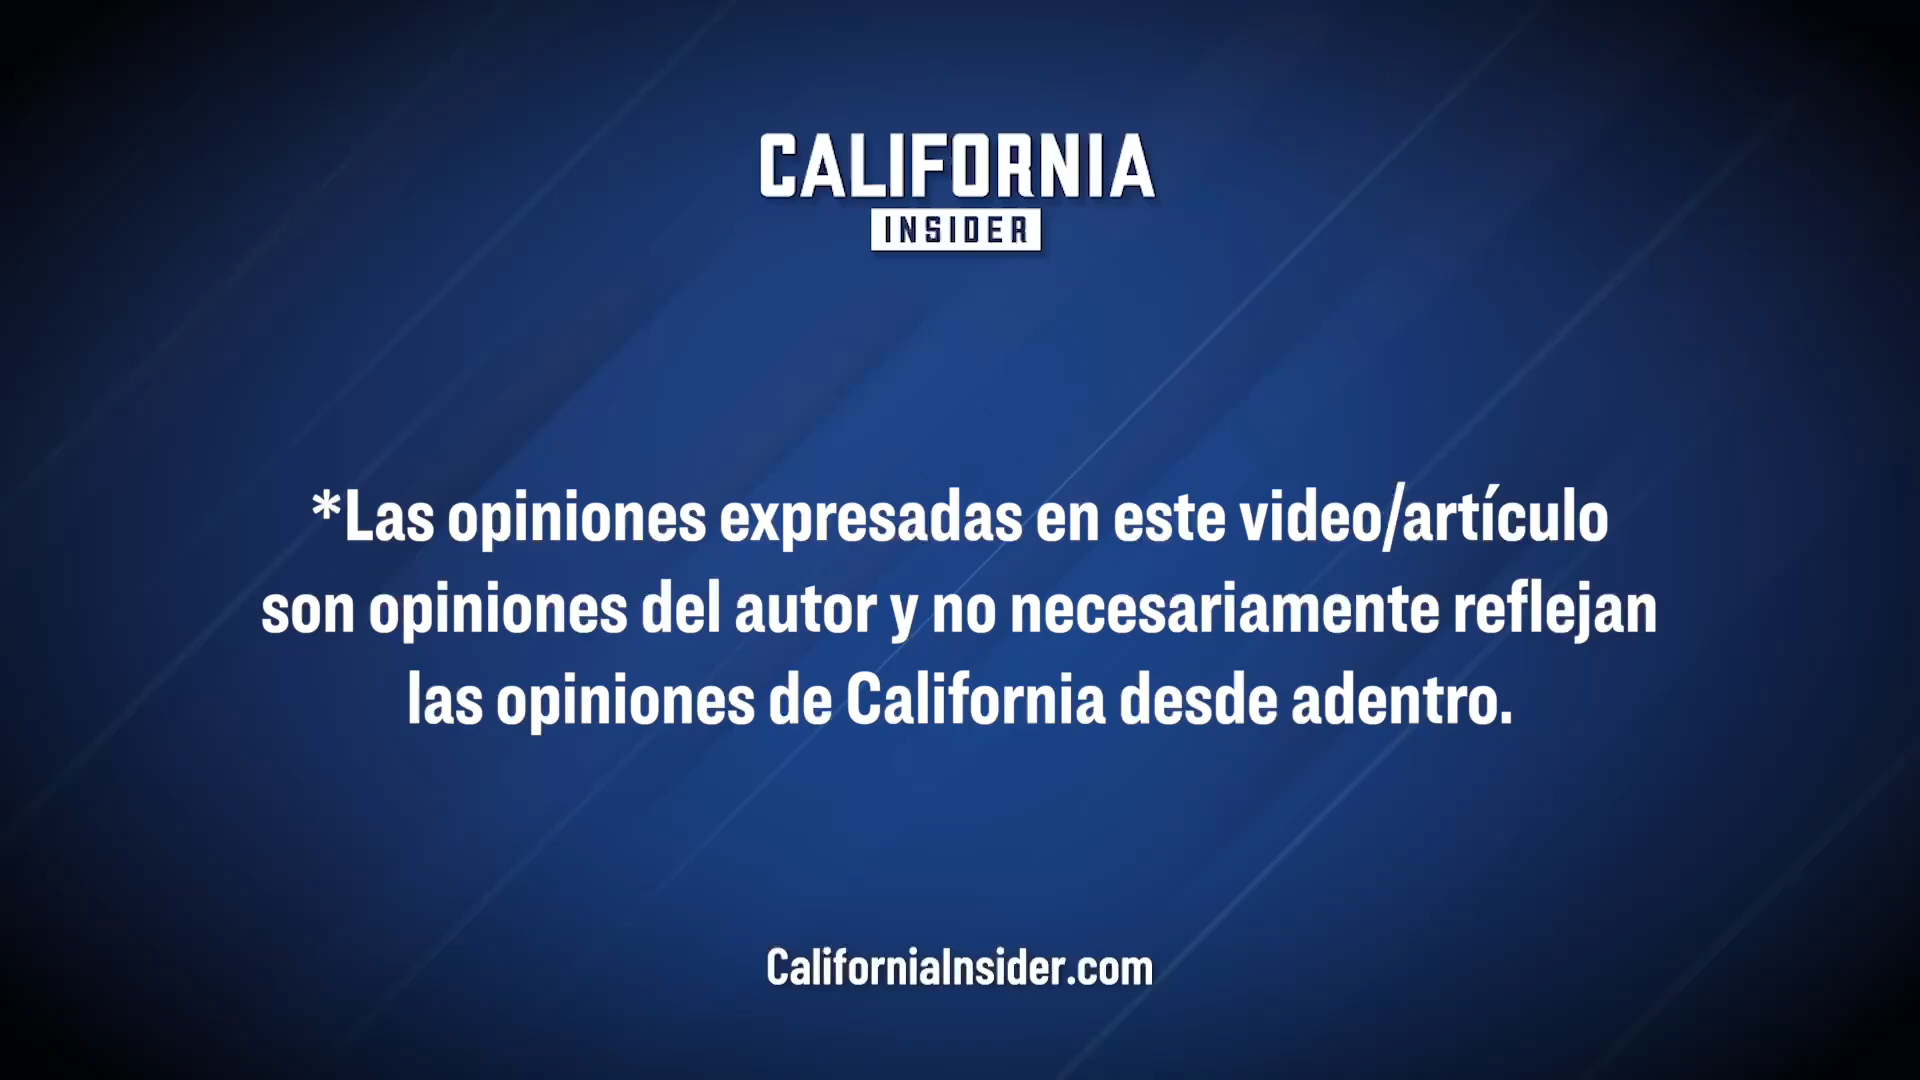 CALIFORNIA
INSIDER
*Las opiniones expresadas en este video/artículo
son opiniones del autor y no necesariamente reflejan
las opiniones de California desde adentro.
CaliforniaInsider.com